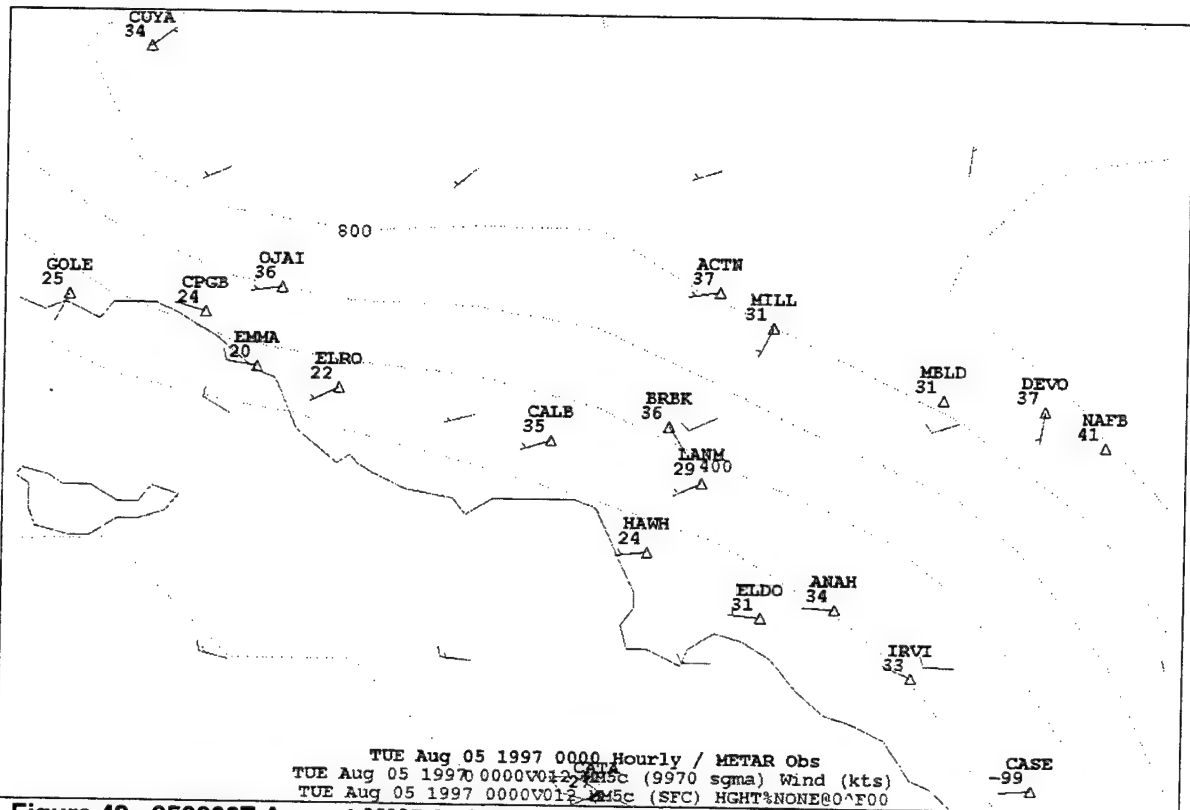 CUYA
34
800
GOLE
25
OJAI
36
CPGB
24
ACTN
37
MILL
31
EMMA
20
ELRO
22
MBLD
31
DEVO
37
NAFB
41
CALB
35
BRBK
36
LANM
29 400
HAWH
24
ELDO
31
ANAH
34
IRVI
33
TUE Aug 05 1997 0000 Hourly / METAR Obs
CATA
TUE Aug 05 1997 0000V012 MM5c (9970 sgma) Wind (kts)
TUE Aug 05 1997 0000V012 MM5c (SFC) HGHT%NONE@0^F00
CASE
-99